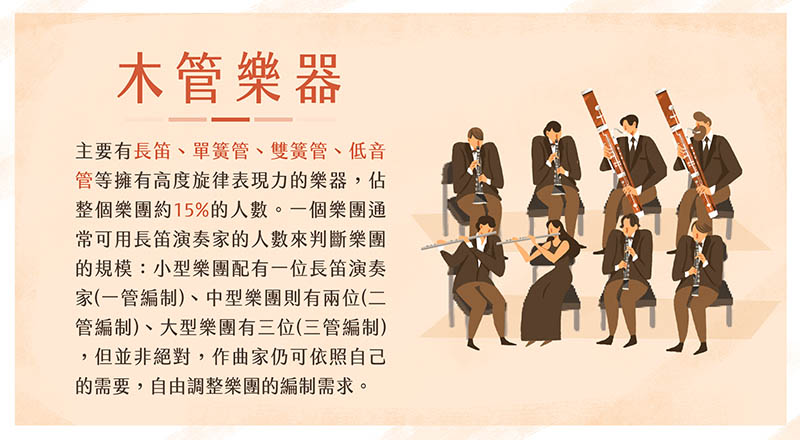 木管樂器
主要有長笛、單簧管、雙簧管、低音
管等擁有高度旋律表現力的樂器，佔
整個樂團約15%的人數。一個樂團通
常可用長笛演奏家的人數來判斷樂團
的規模：小型樂團配有一位長笛演奏
家(一管編制)、中型樂團則有兩位(二
管編制)、大型樂團有三位(三管編制)
，但並非絕對，作曲家仍可依照自己
的需要，自由調整樂團的編制需求。